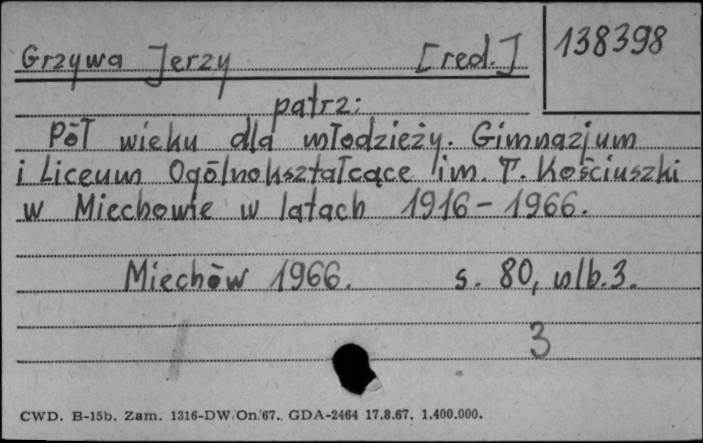 Grzywa Jerzy [red.] 138398
patrz:
Pół wieku dla młodzieży. Gimnazjum
i Liceum Ogólnokształcące im. T. Kościuszki
w Miechowie w latach 1916-1966.
Miechów 1966. s. 80, nlb. 3.
3
CWD. B-15b. Zam. 1316-DW/On/67. GDA-2464 17.8.67. 1.400.000.